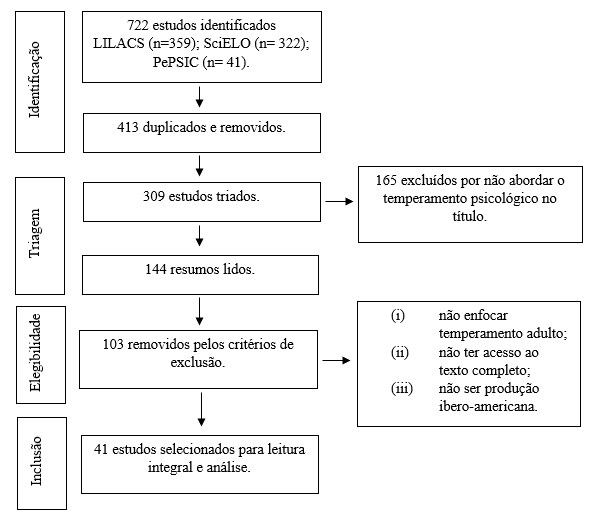 Identificação
722 estudos identificados
LILACS (n=359); SciELO (n= 322);
PePSIC (n= 41).
413 duplicados e removidos.
Triagem
309 estudos triados.
165 excluídos por não abordar o
temperamento psicológico no
título.
144 resumos lidos.
Elegibilidade
103 removidos pelos critérios de
exclusão.
(i) não enfocar
temperamento adulto;
(ii) não ter acesso ao
texto completo;
(iii) não ser produção
ibero-americana.
Inclusão
41 estudos selecionados para leitura
integral e análise.